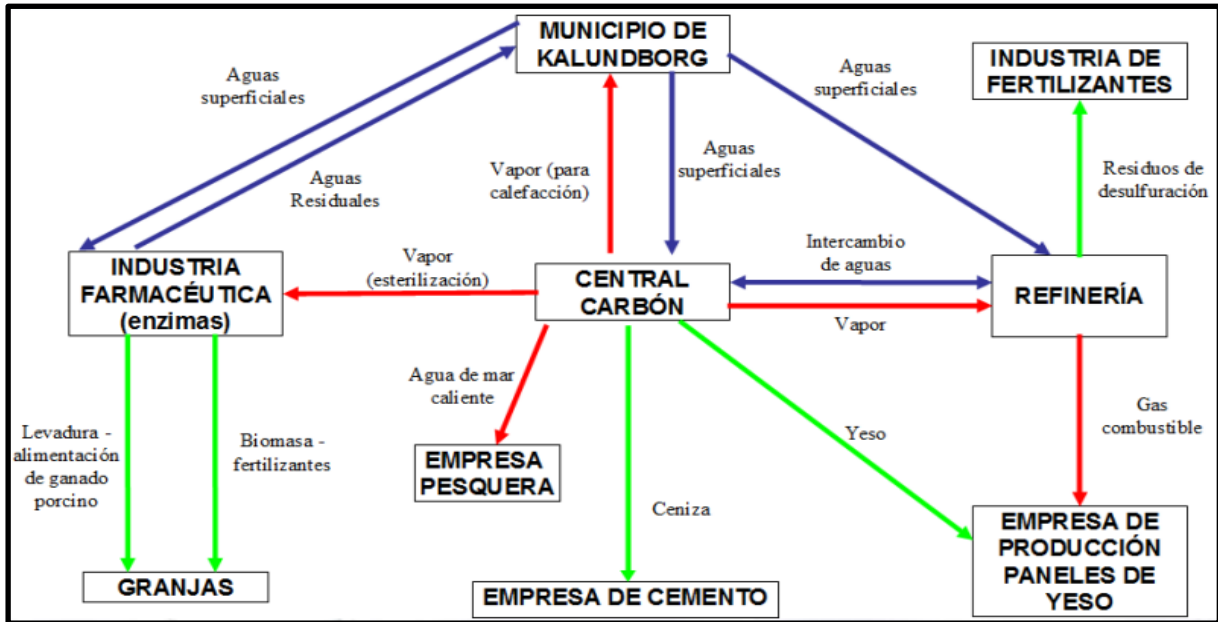 MUNICIPIO DE
KALUNDBORG
INDUSTRIA DE
FERTILIZANTES
Aguas
superficiales
Aguas
superficiales
Aguas
Residuales
Vapor (para
calefacción)
Aguas
superficiales
Residuos de
desulfuración
INDUSTRIA
FARMACÉUTICA
(enzimas)
Vapor
(esterilización)
CENTRAL
CARBÓN
Intercambio
de aguas
Vapor
REFINERÍA
Levadura -
alimentación
de ganado
porcino
Biomasa -
fertilizantes
Agua de mar
caliente
EMPRESA
PESQUERA
Ceniza
Yeso
Gas
combustible
GRANJAS
EMPRESA DE CEMENTO
EMPRESA DE
PRODUCCIÓN
PANELES DE
YESO